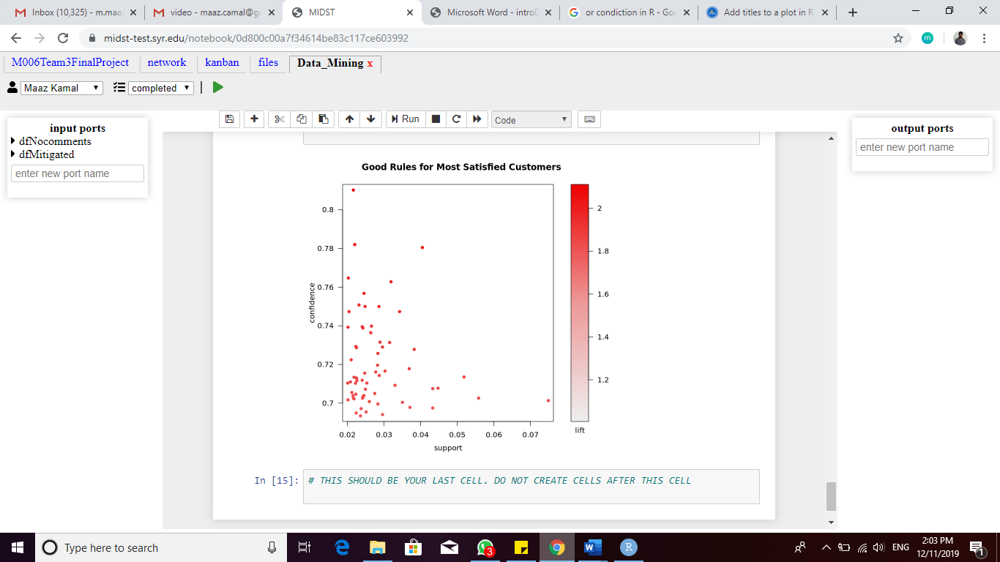 Inbox (10,325) - m.maa
video - maaz.camal@gr
MIDST
Microsoft Word - introD
or condiction in R - Goo
Add titles to a plot in R
midst-test.syr.edu/notebook/0d800c00a7f34614be83c117ce603992
m
M006Team3FinalProject
network
kanban
files
Data_Mining x
Maaz Kamal
completed
Run
Code
input ports
dfNocomments
dfMitigated
enter new port name
output ports
enter new port name
Good Rules for Most Satisfied Customers
confidence
0.8
0.78
0.76
0.74
0.72
0.7
0.02 0.03 0.04 0.05 0.06 0.07
support
2
1.8
1.6
1.4
1.2
lift
In [15]: # THIS SHOULD BE YOUR LAST CELL. DO NOT CREATE CELLS AFTER THIS CELL
Type here to search
3
W
R
ENG
2:03 PM
12/11/2019
1